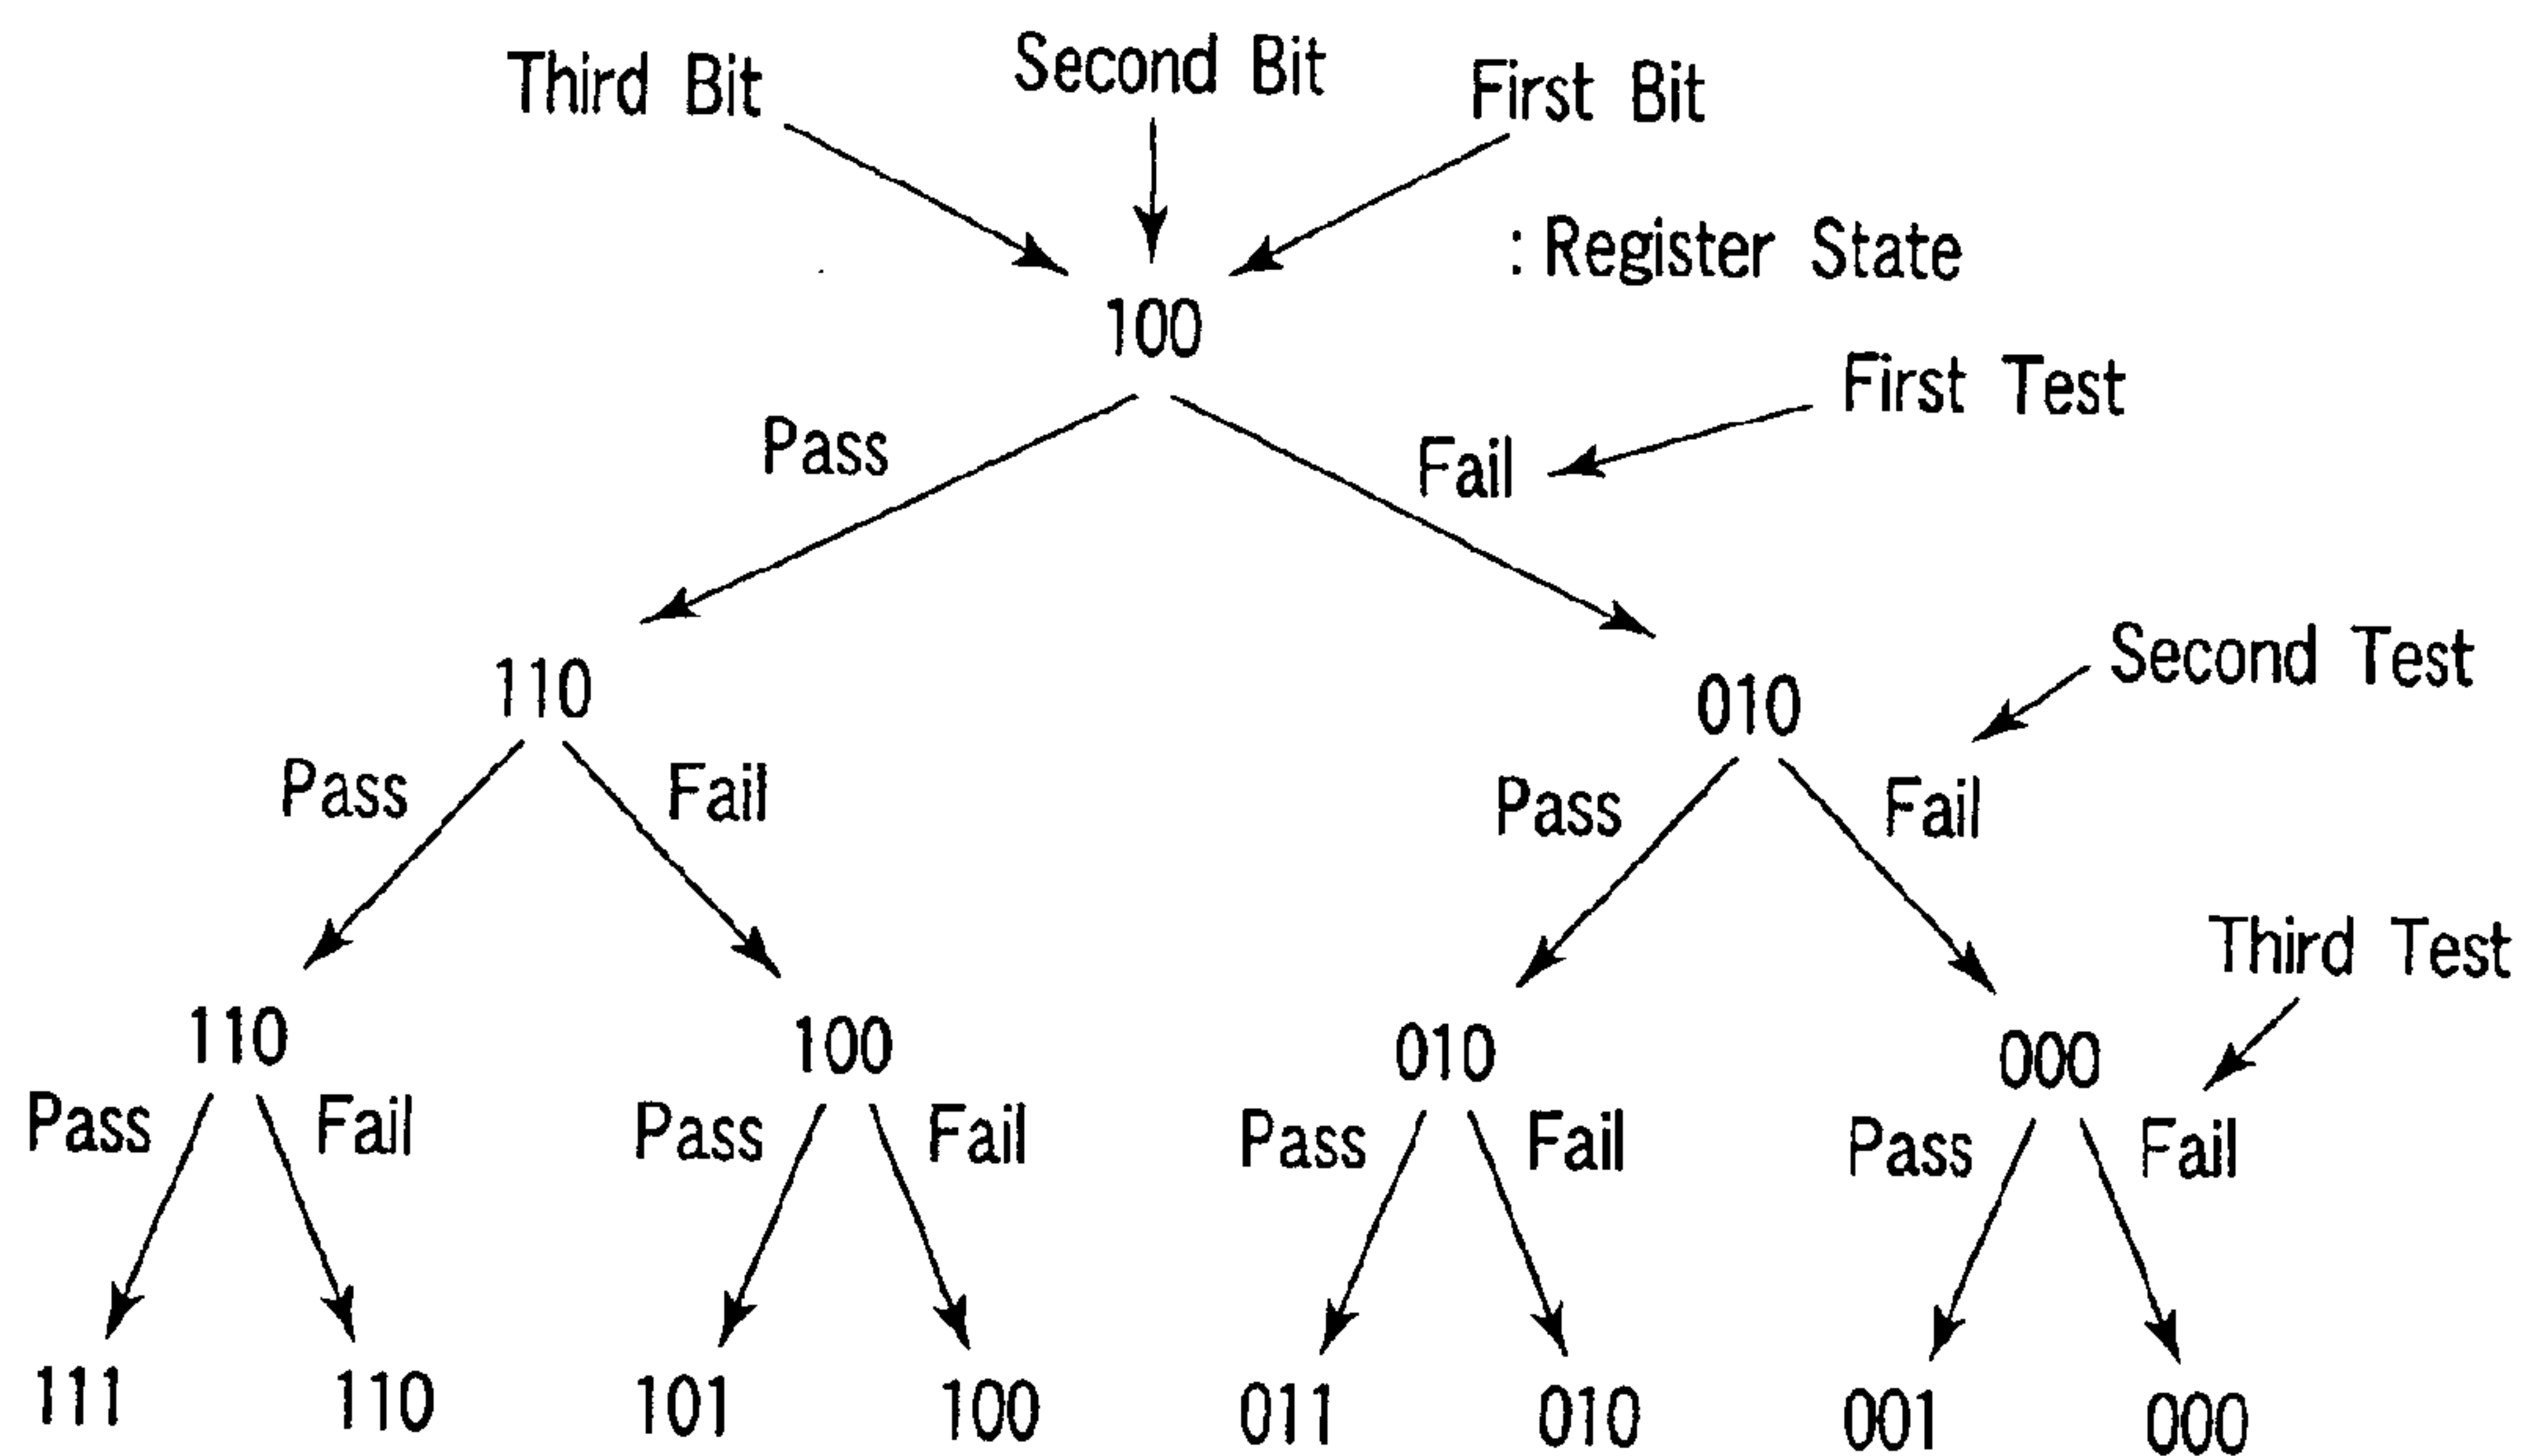 Third Bit
Second Bit
First Bit
: Register State
100
First Test
Pass
Fail
110
010
Second Test
Pass
Fail
Pass
Fail
110
100
010
000
Third Test
Pass
Fail
Pass
Fail
Pass
Fail
Pass
Fail
111
110
101
100
011
010
001
000